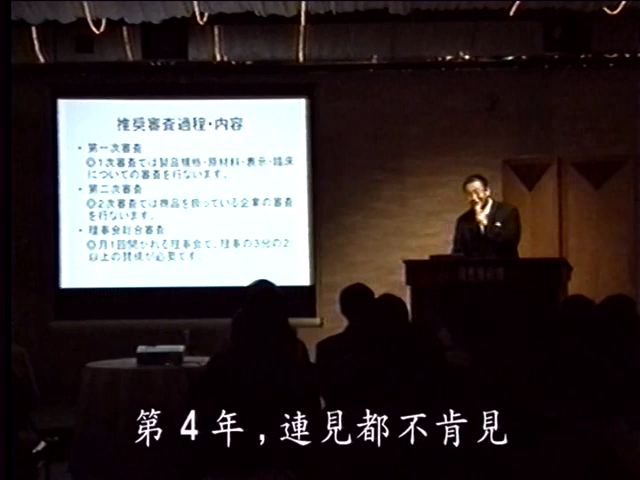 推奨審査過程・内容
・第一次審査
◎1次審査では製品規格・原材料・表示・臨床
についての審査を行ないます。
・第二次審査
◎2次審査では商品を扱っている企業の審査
を行ないます。
・理事会総合審査
◎月1回開かれる理事会で、理事の3分の2
以上の賛成が必要です。
第4年,連見都不肯見